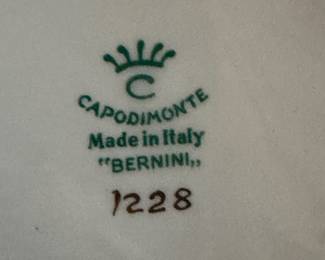 C
CAPODIMONTE
Made in Italy
"BERNINI,,
1228